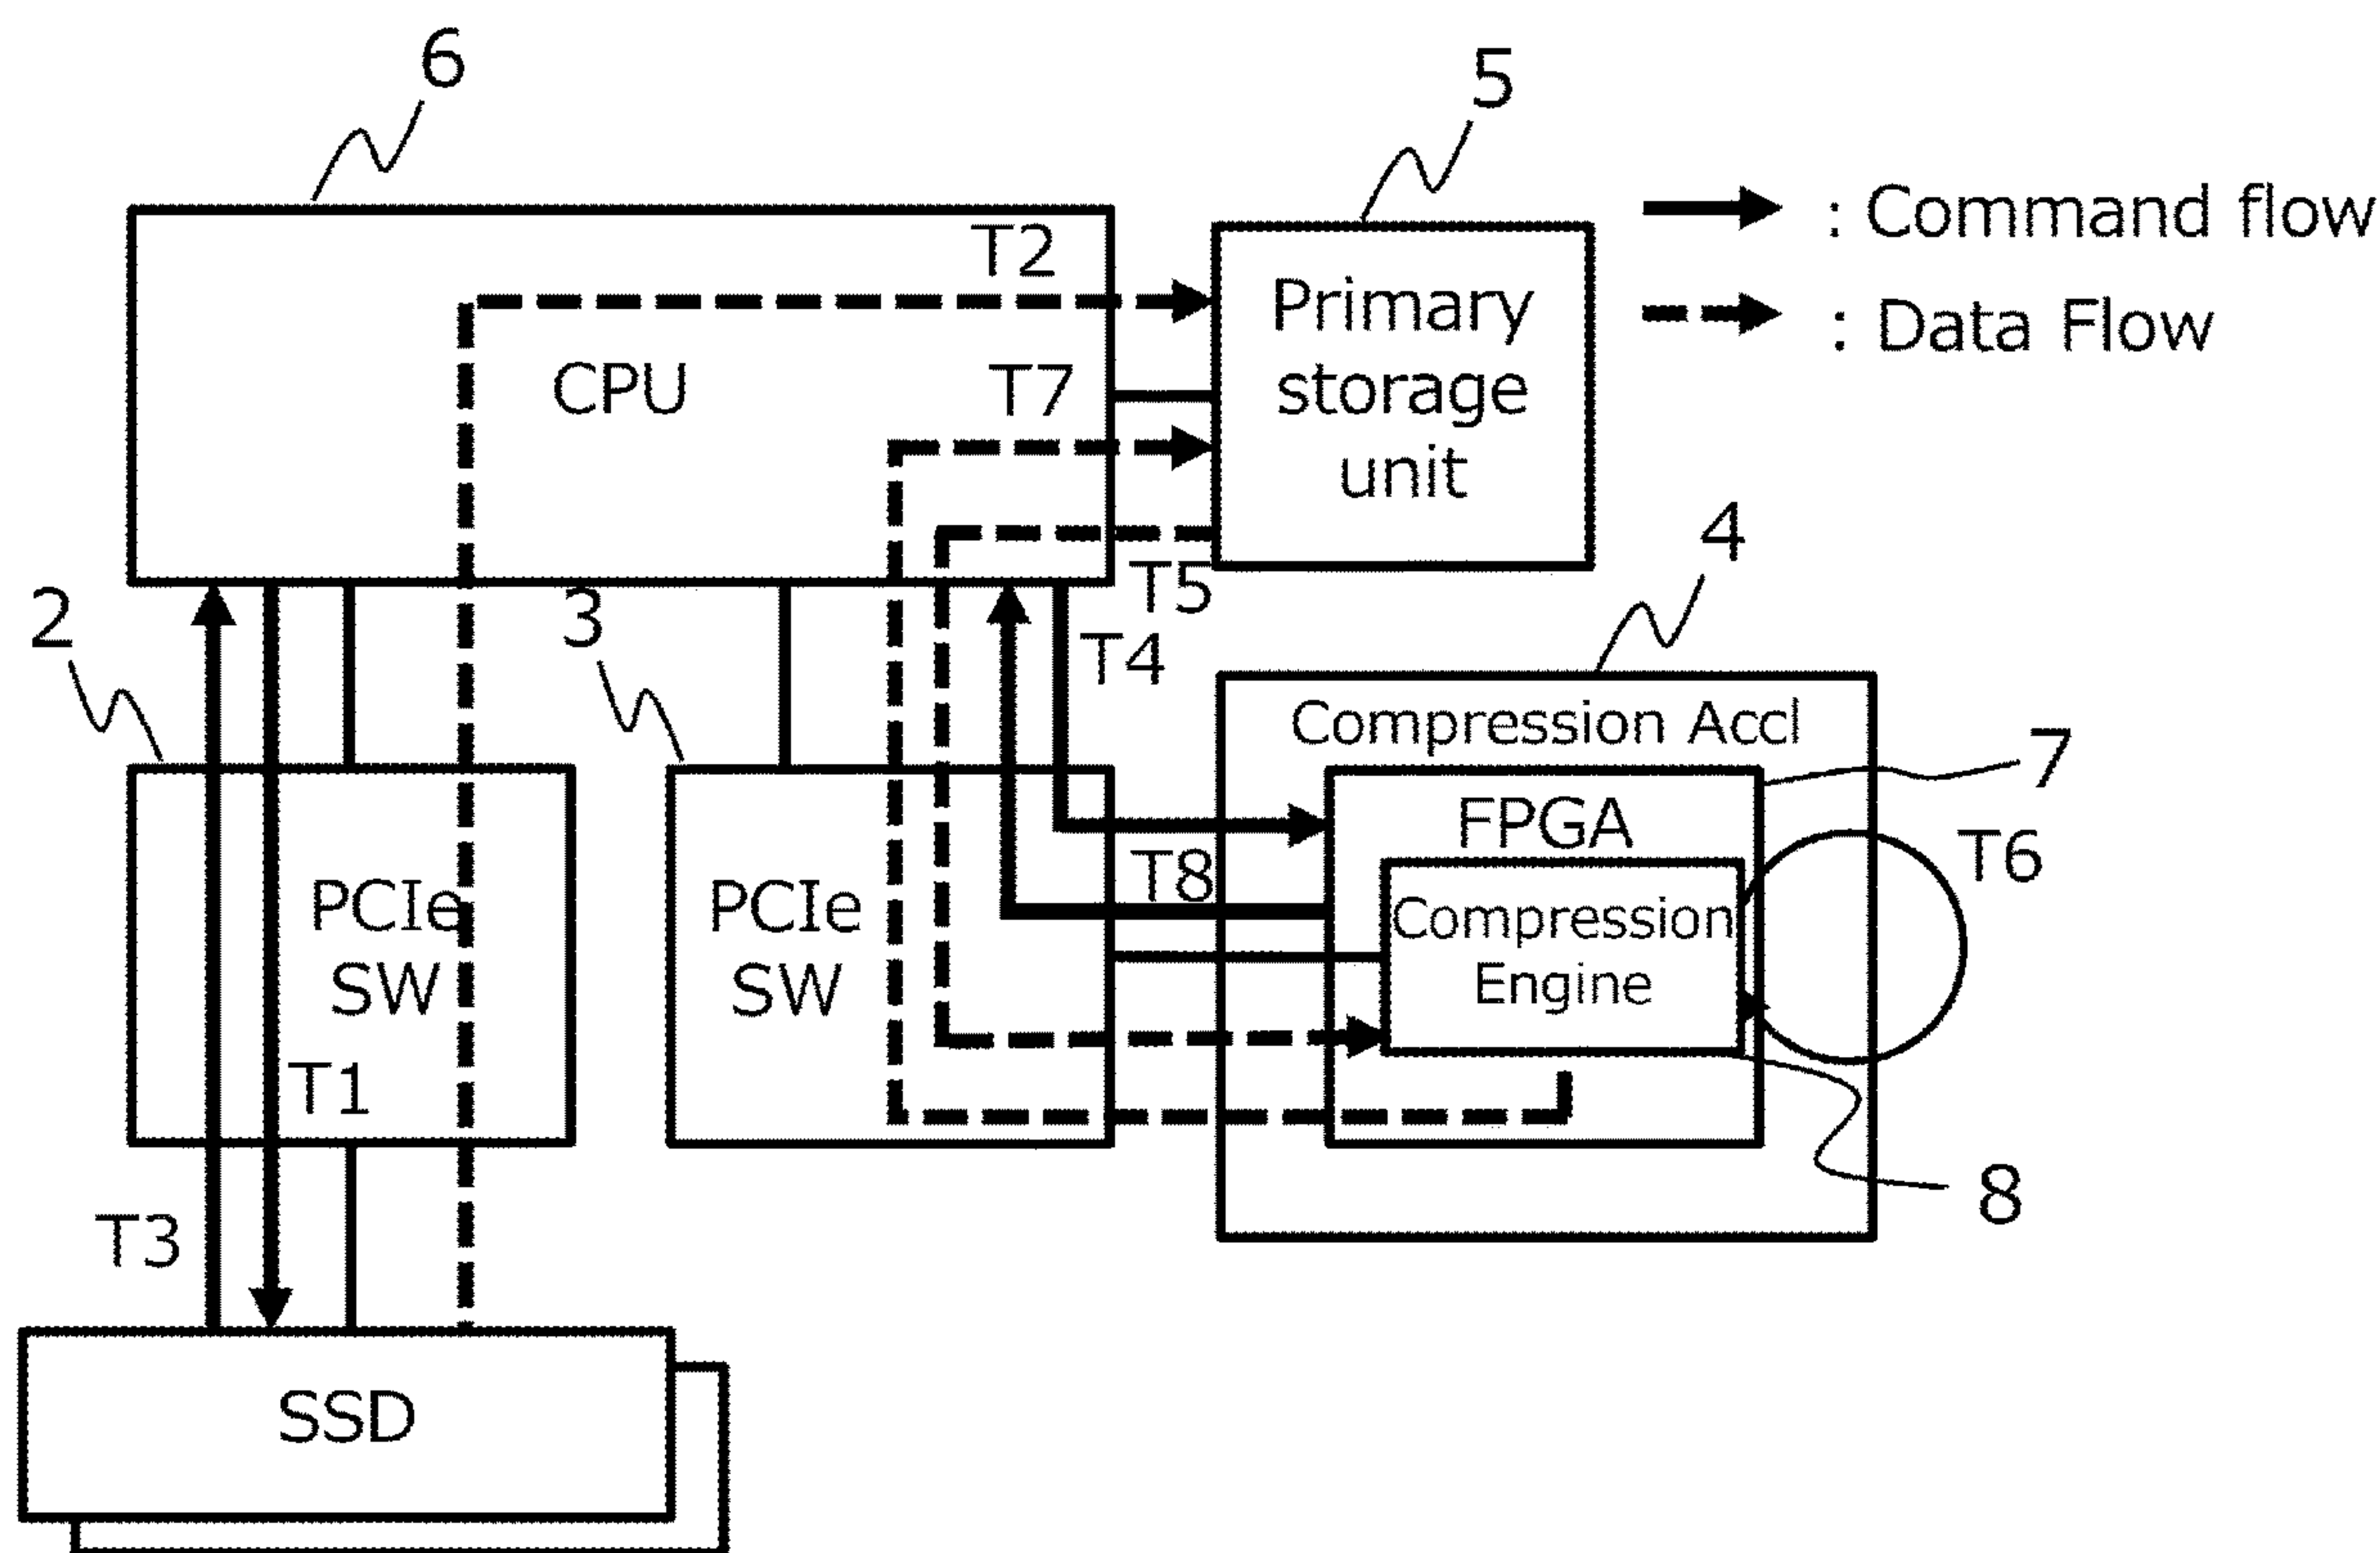 6
5
: Command flow
: Data Flow
T2
Primary
storage
unit
CPU
T7
4
T5
2
3
T4
Compression Accl
7
FPGA
T6
T8
PCIe
SW
PCIe
SW
Compression
Engine
T1
8
T3
SSD